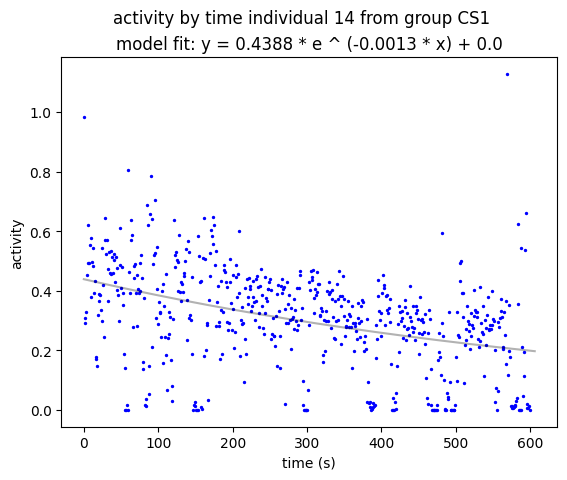 activity by time individual 14 from group CS1
model fit: y = 0.4388 * e ^ (-0.0013 * x) + 0.0
1.0
0.8
0.6
0.4
0.2
0.0
activity
0 100 200 300 400 500 600
time (s)